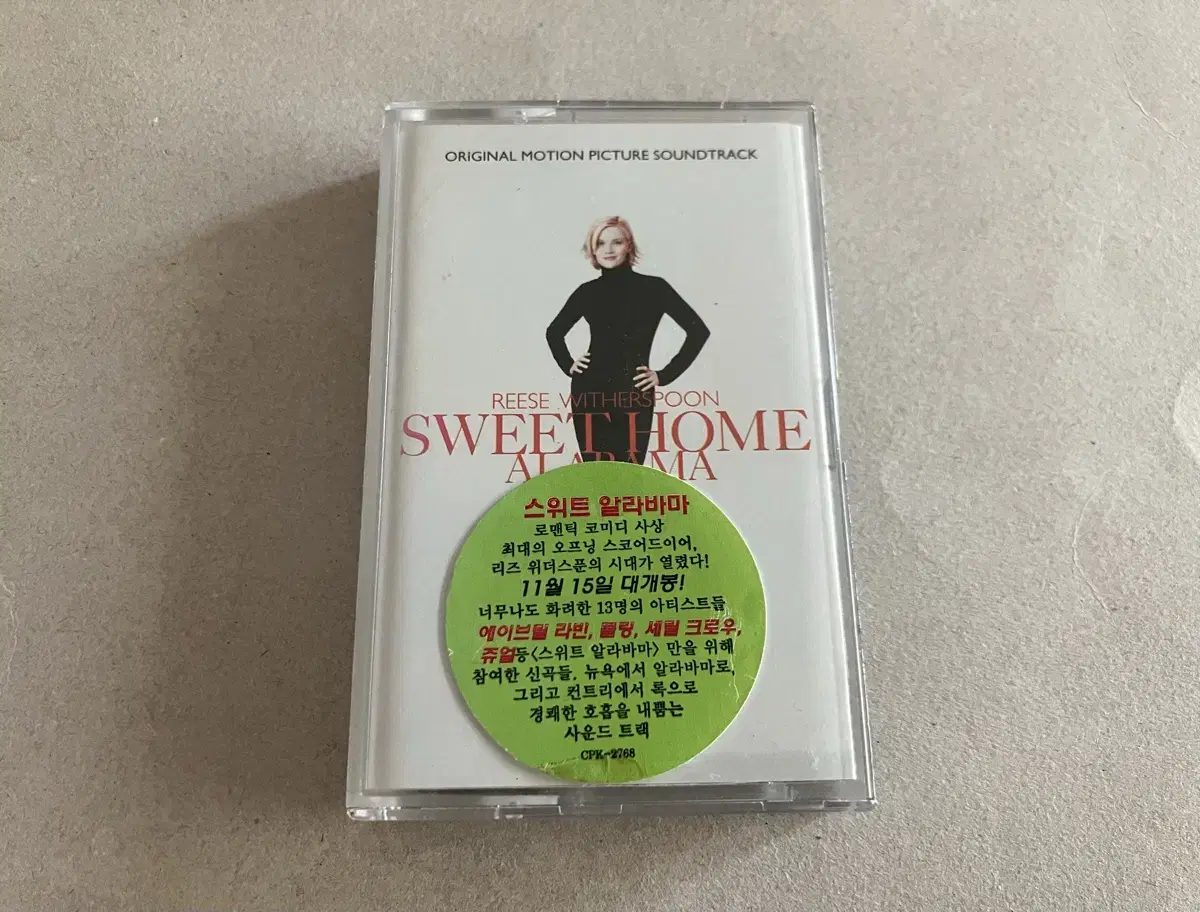 ORIGINAL MOTION PICTURE SOUNDTRACK
REESE WITHERSPOON
SWEET HOME
ALABAMA
스위트 알라바마
로맨틱 코미디 사상
최대의 오프닝 스코어드이어,
리즈 위더스푼의 시대가 열렸다!
11월 15일 대개봉!
너무나도 화려한 13명의 아티스트들
에이브릴 라빈, 돌링, 세릴 크로우,
쥬얼등〈스위트 알라바마〉만을 위해
참여한 신곡들, 뉴욕에서 알라바마로,
그리고 컨트리에서 록으로
경쾌한 호흡을 내뿜는
사운드 트랙
CPK-2768